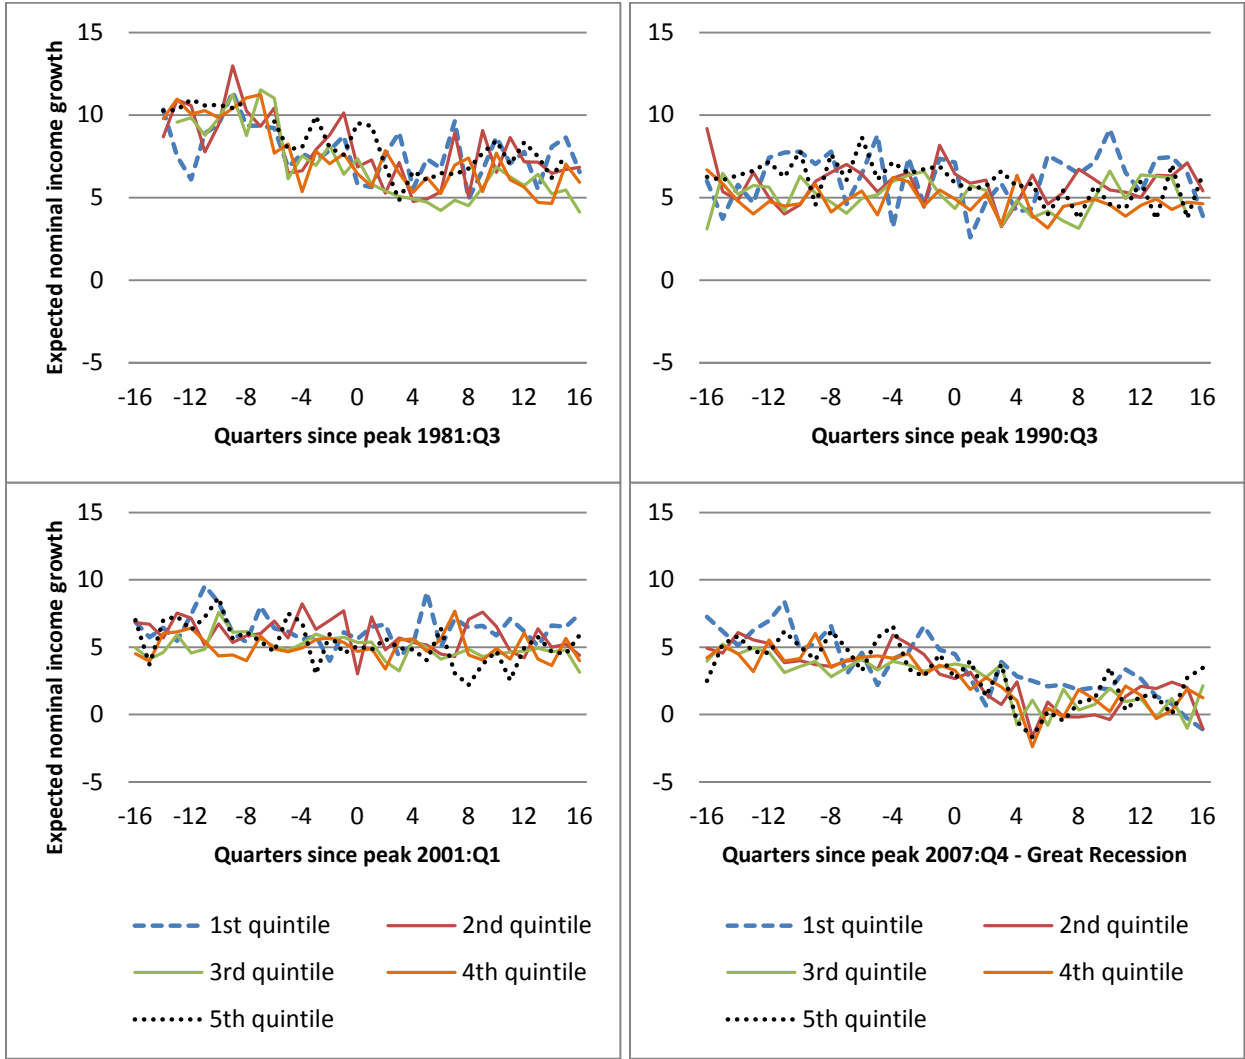 Expected nominal income growth
15
10
5
0
-5
-16 -12 -8 -4 0 4 8 12 16
Quarters since peak 1981:Q3
15
10
5
0
-5
-16 -12 -8 -4 0 4 8 12 16
Quarters since peak 1990:Q3
Expected nominal income growth
15
10
5
0
-5
-16 -12 -8 -4 0 4 8 12 16
Quarters since peak 2001:Q1
1st quintile 2nd quintile
3rd quintile 4th quintile
5th quintile
15
10
5
0
-5
-16 -12 -8 -4 0 4 8 12 16
Quarters since peak 2007:Q4 - Great Recession
1st quintile 2nd quintile
3rd quintile 4th quintile
5th quintile